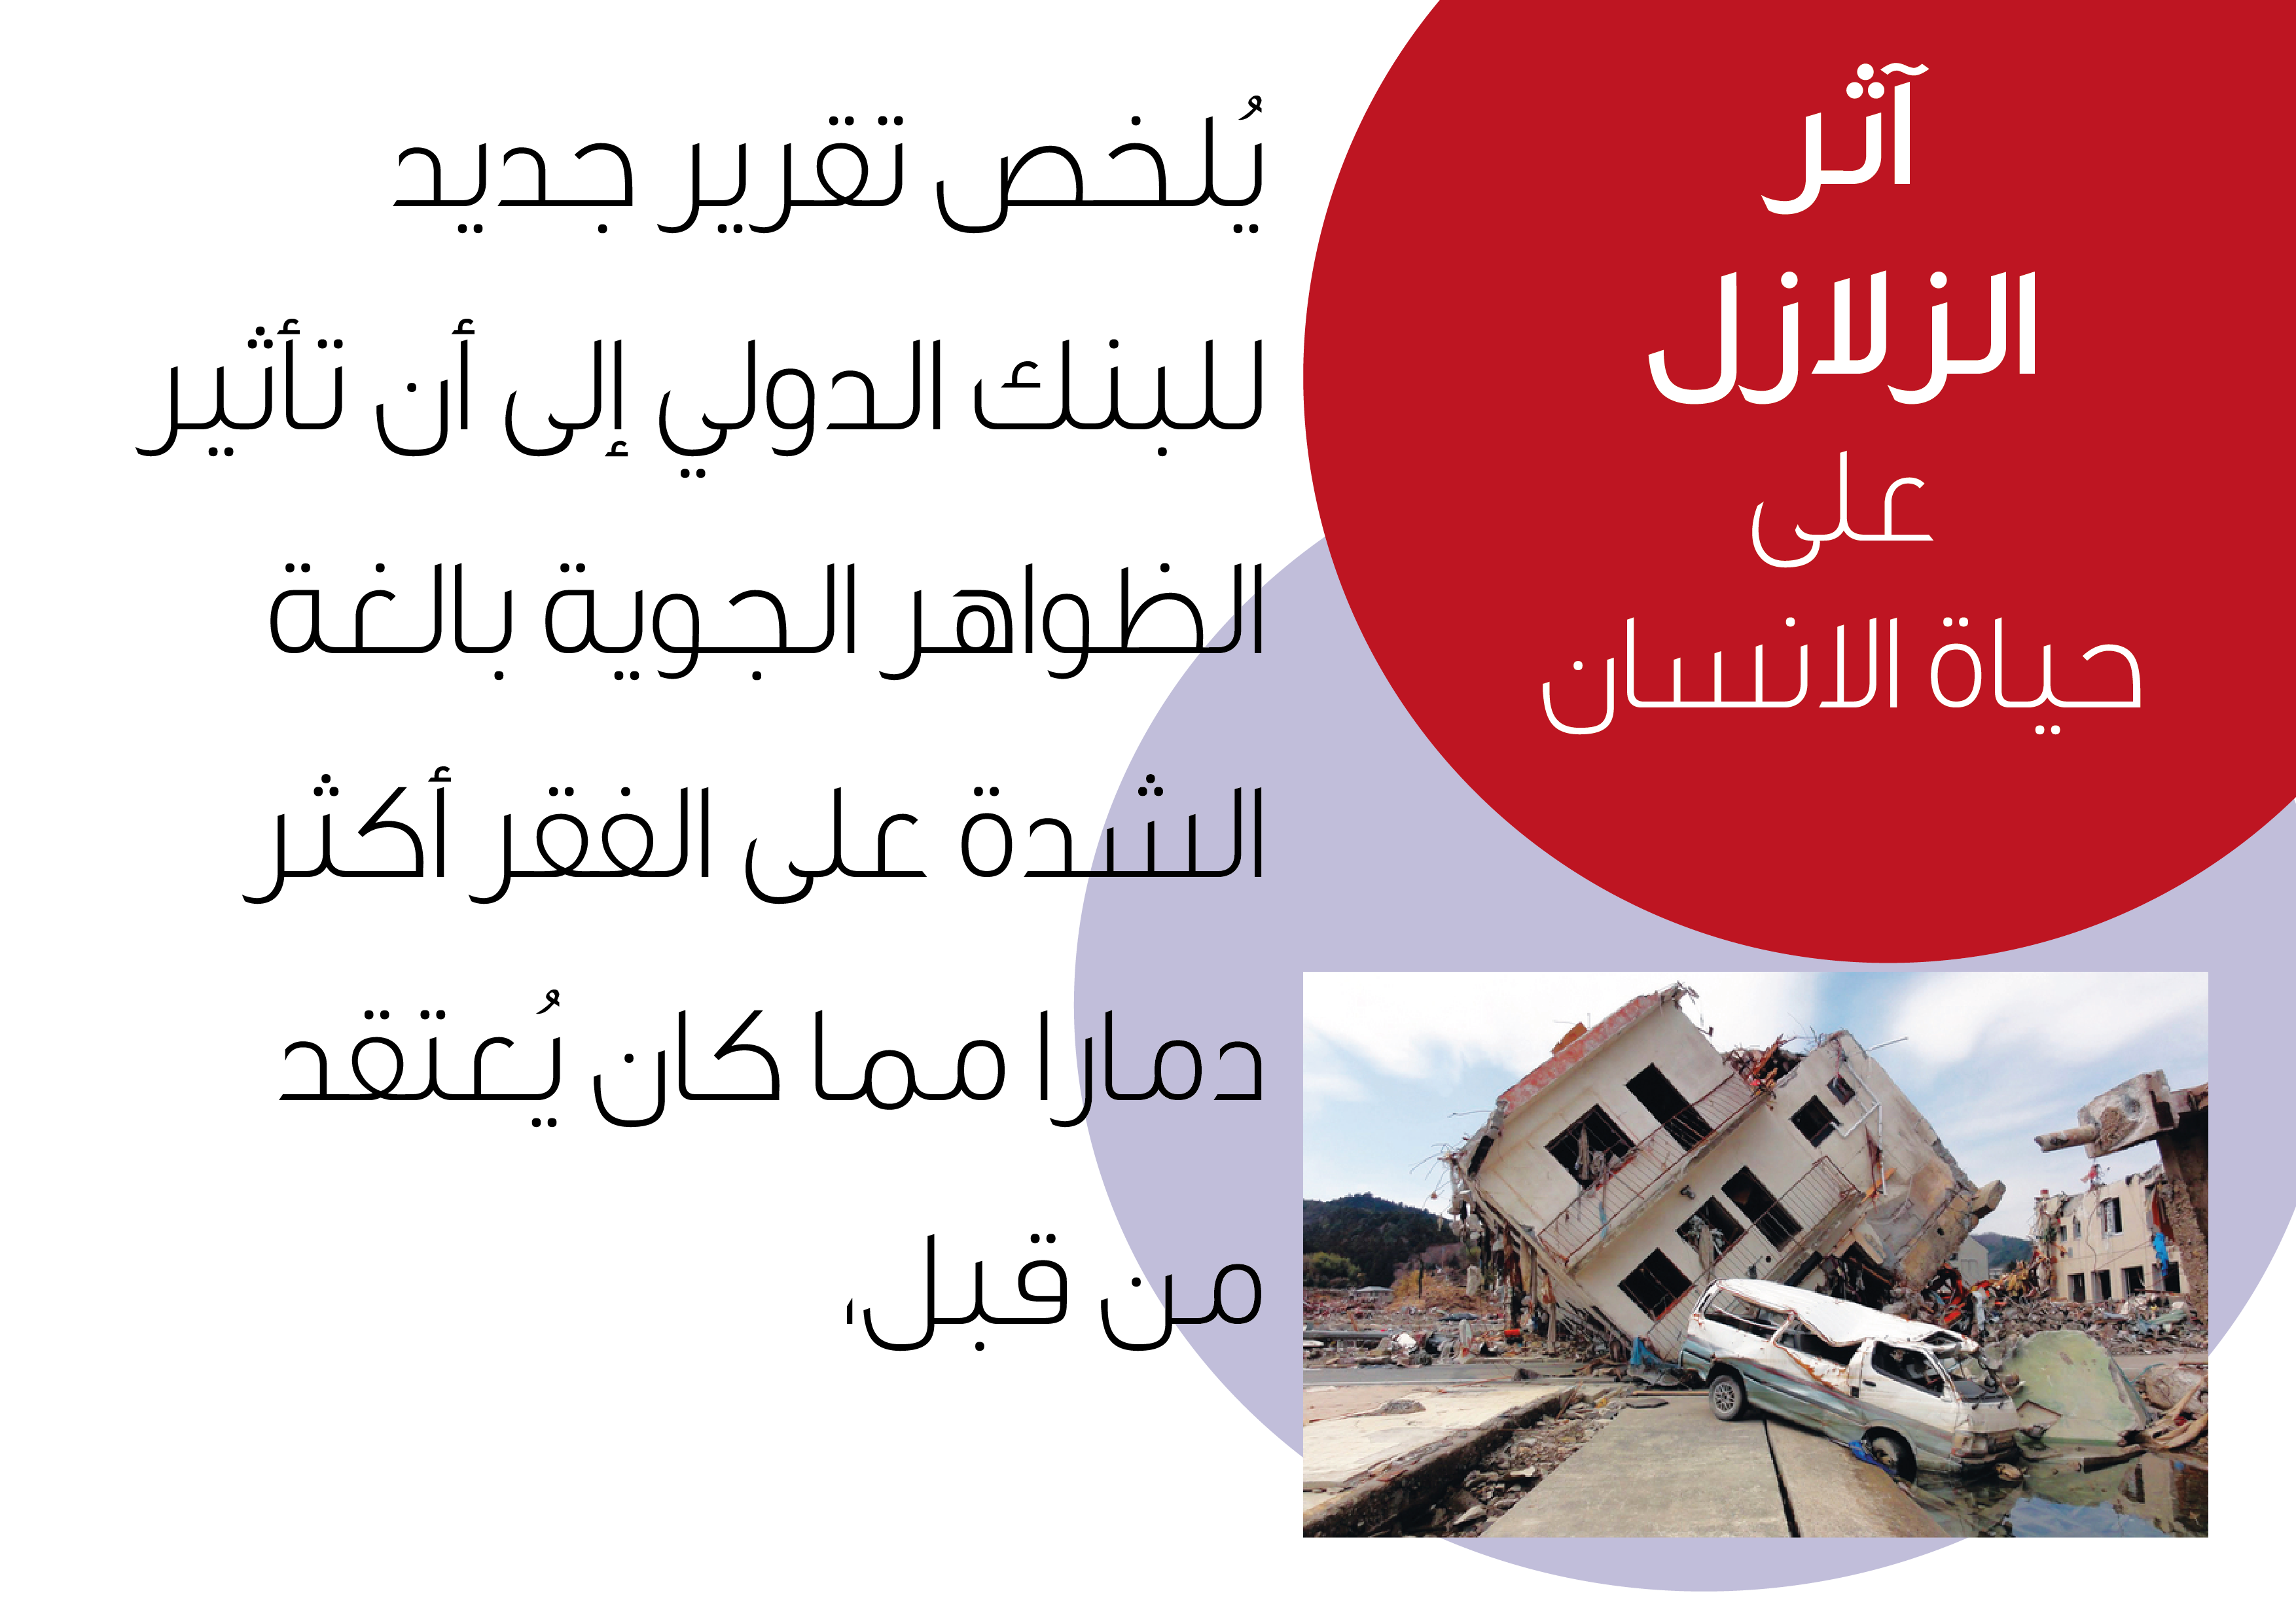 آثر
الزلازل
على
حياة الانسان
يُلخص تقرير جديد
للبنك الدولي إلى أن تأثير
الظواهر الجوية بالغة
الشدة على الفقر أكثر
دمارا مما كان يُعتقد
من قبل،